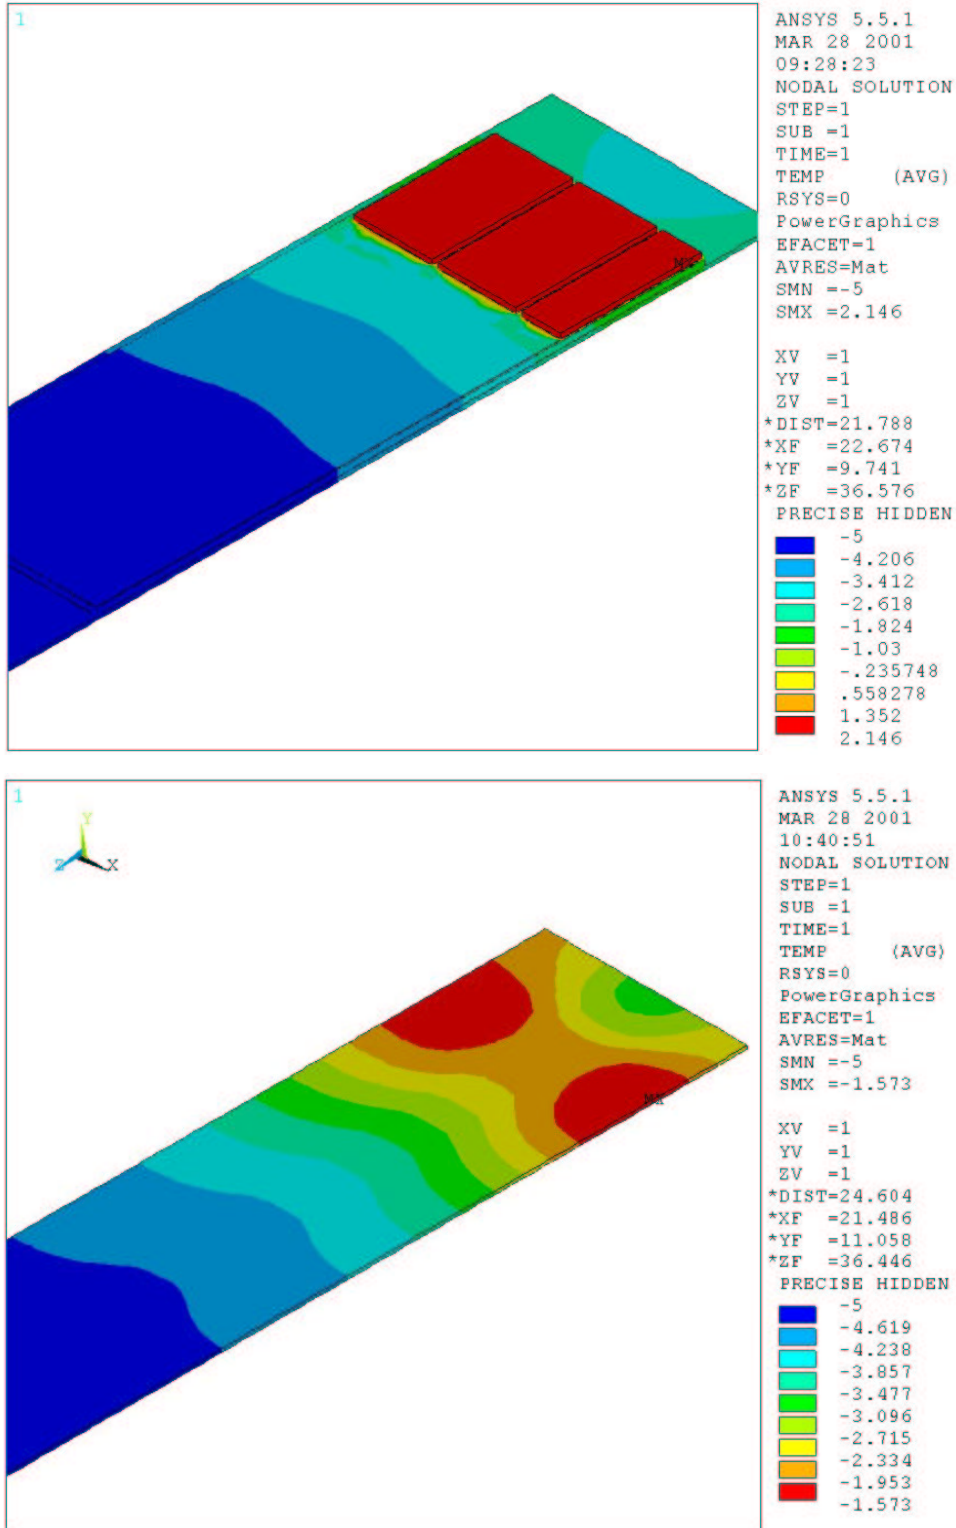 1
ANSYS 5.5.1
MAR 28 2001
09:28:23
NODAL SOLUTION
STEP=1
SUB =1
TIME=1
TEMP (AVG)
RSYS=0
PowerGraphics
EFACET=1
AVRES=Mat
SMN =-5
SMX =2.146
MX
XV =1
YV =1
ZV =1
*DIST=21.788
*XF =22.674
*YF =9.741
*ZF =36.576
PRECISE HIDDEN
-5
-4.206
-3.412
-2.618
-1.824
-1.03
-.235748
.558278
1.352
2.146
1
Y
Z X
ANSYS 5.5.1
MAR 28 2001
10:40:51
NODAL SOLUTION
STEP=1
SUB =1
TIME=1
TEMP (AVG)
RSYS=0
PowerGraphics
EFACET=1
AVRES=Mat
SMN =-5
SMX =-1.573
MX
XV =1
YV =1
ZV =1
*DIST=24.604
*XF =21.486
*YF =11.058
*ZF =36.446
PRECISE HIDDEN
-5
-4.619
-4.238
-3.857
-3.477
-3.096
-2.715
-2.334
-1.953
-1.573